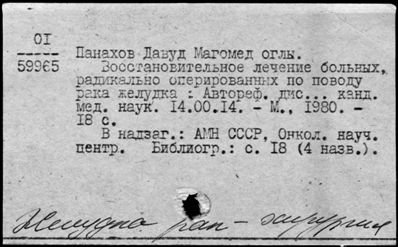 OI
59965
Панахов Давуд Магомед оглы.
Восстановительное лечение больных,
радикально оперированных по поводу
рака желудка : Автореф. дис... канд.
мед. наук. 14.00.14. - М., 1980. -
18 с.
В надзаг.: АМН СССР, Онкол. науч.
центр. Библиогр.: с. 18 (4 назв.).
Желудка рак - хирургия